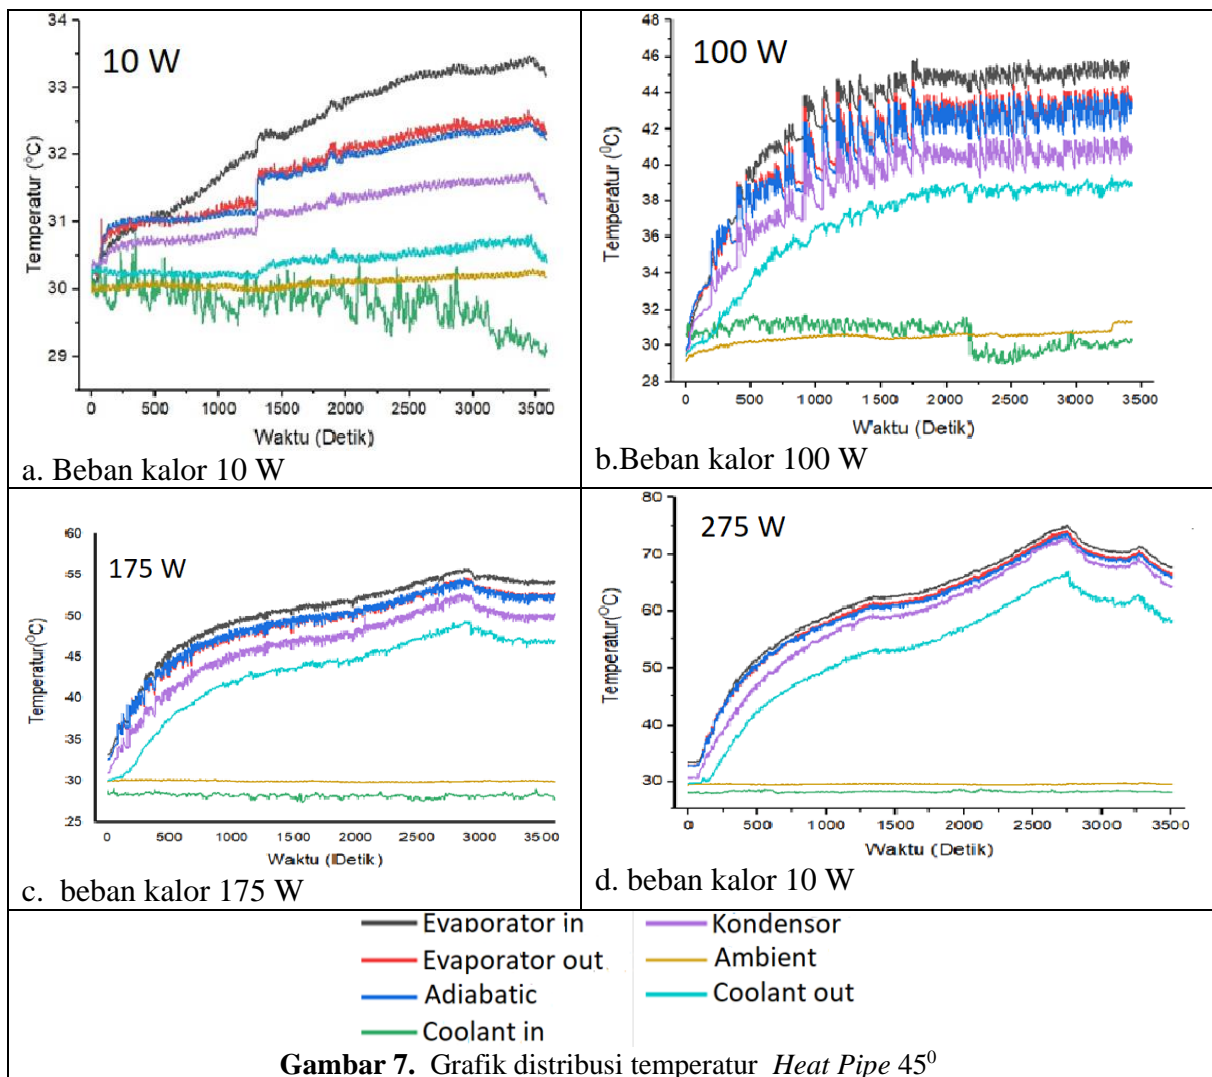 34
33
32
31
30
29
Temperatur (⁰C)
10 W
0 500 1000 1500 2000 2500 3000 3500
Waktu (Detik)
a. Beban kalor 10 W
48
46
44
42
40
38
36
34
32
30
28
Temperatur (⁰C)
100 W
0 500 1000 1500 2000 2500 3000 3500
Waktu (Detik)
b.Beban kalor 100 W
60
55
50
45
40
35
30
25
Temperatur(⁰C)
175 W
0 500 1000 1500 2000 2500 3000 3500
Waktu (Detik)
c. beban kalor 175 W
80
70
60
50
40
30
Temperatur(⁰C)
275 W
0 500 1000 1500 2000 2500 3000 3500
Waktu (Detik)
d. beban kalor 10 W
Evaporator in
Evaporator out
Adiabatic
Coolant in
Kondensor
Ambient
Coolant out
Gambar 7. Grafik distribusi temperatur Heat Pipe 45⁰